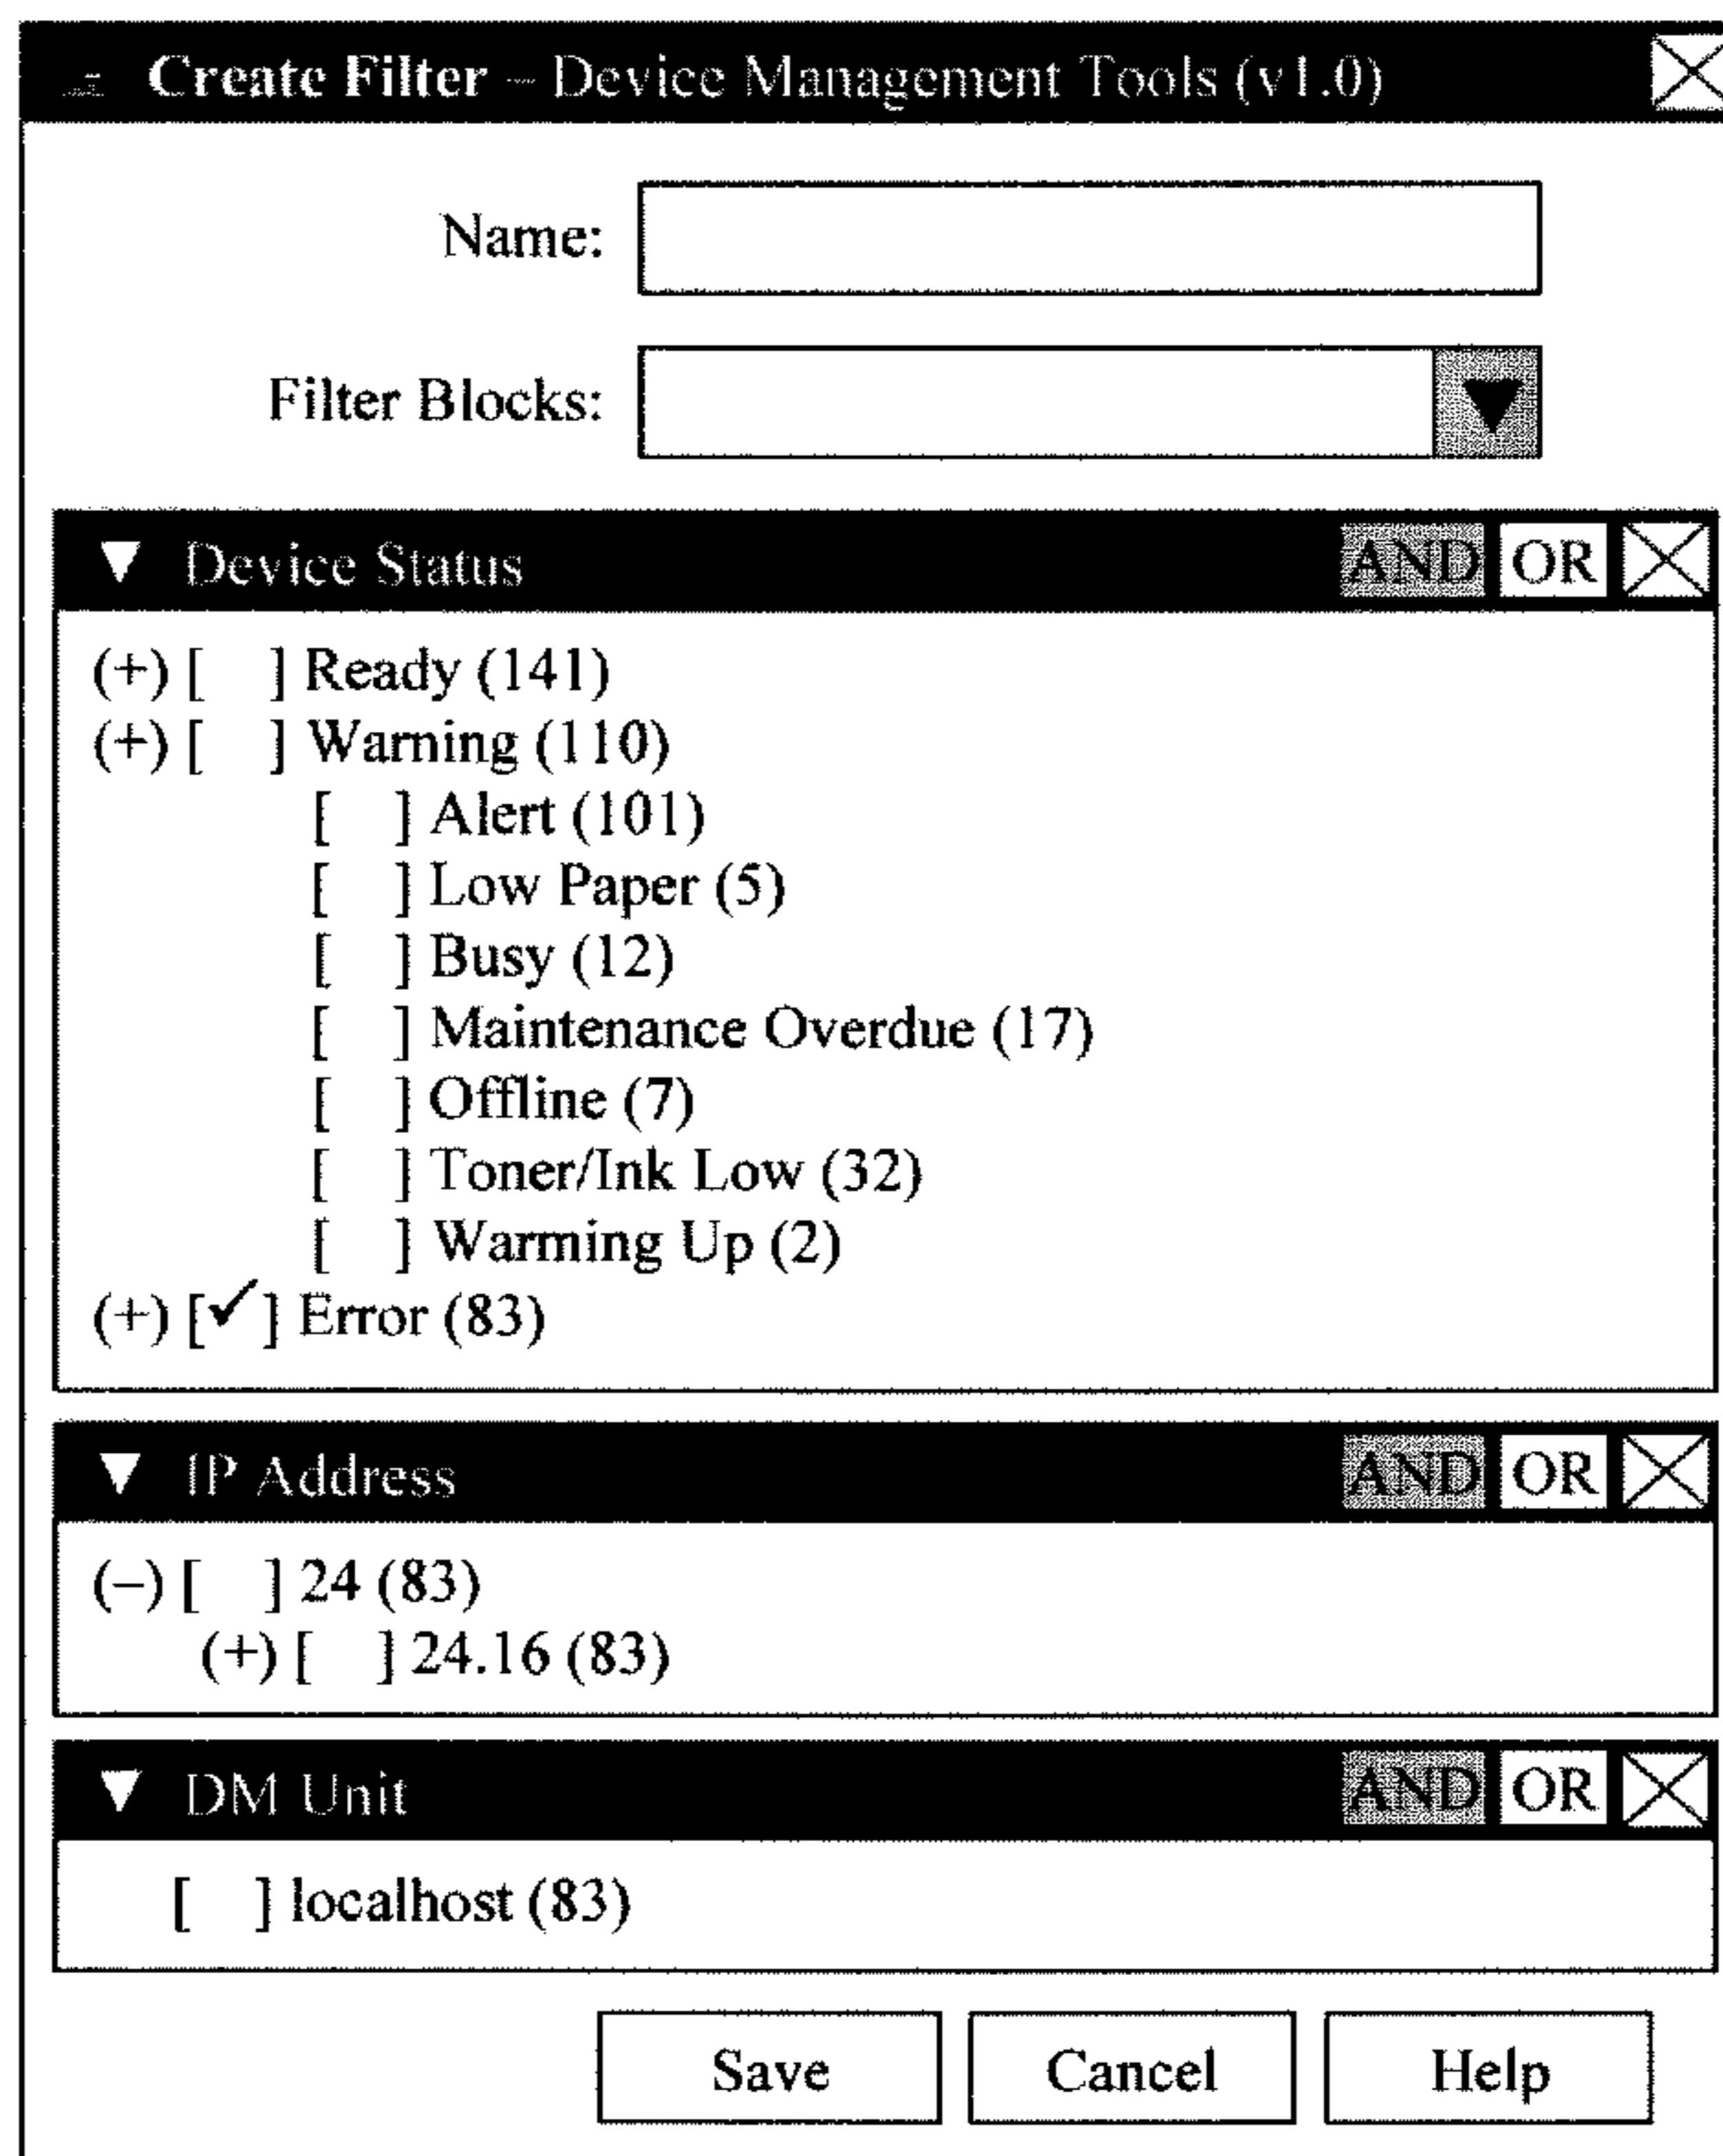 Create Filter – Device Management Tools (v1.0)
Name:
Filter Blocks:
▼ Device Status AND OR
(+) [ ] Ready (141)
(+) [ ] Warning (110)
[ ] Alert (101)
[ ] Low Paper (5)
[ ] Busy (12)
[ ] Maintenance Overdue (17)
[ ] Offline (7)
[ ] Toner/Ink Low (32)
[ ] Warming Up (2)
(+) [✓] Error (83)
▼ IP Address AND OR
(–) [ ] 24 (83)
(+) [ ] 24.16 (83)
▼ DM Unit AND OR
[ ] localhost (83)
Save Cancel Help